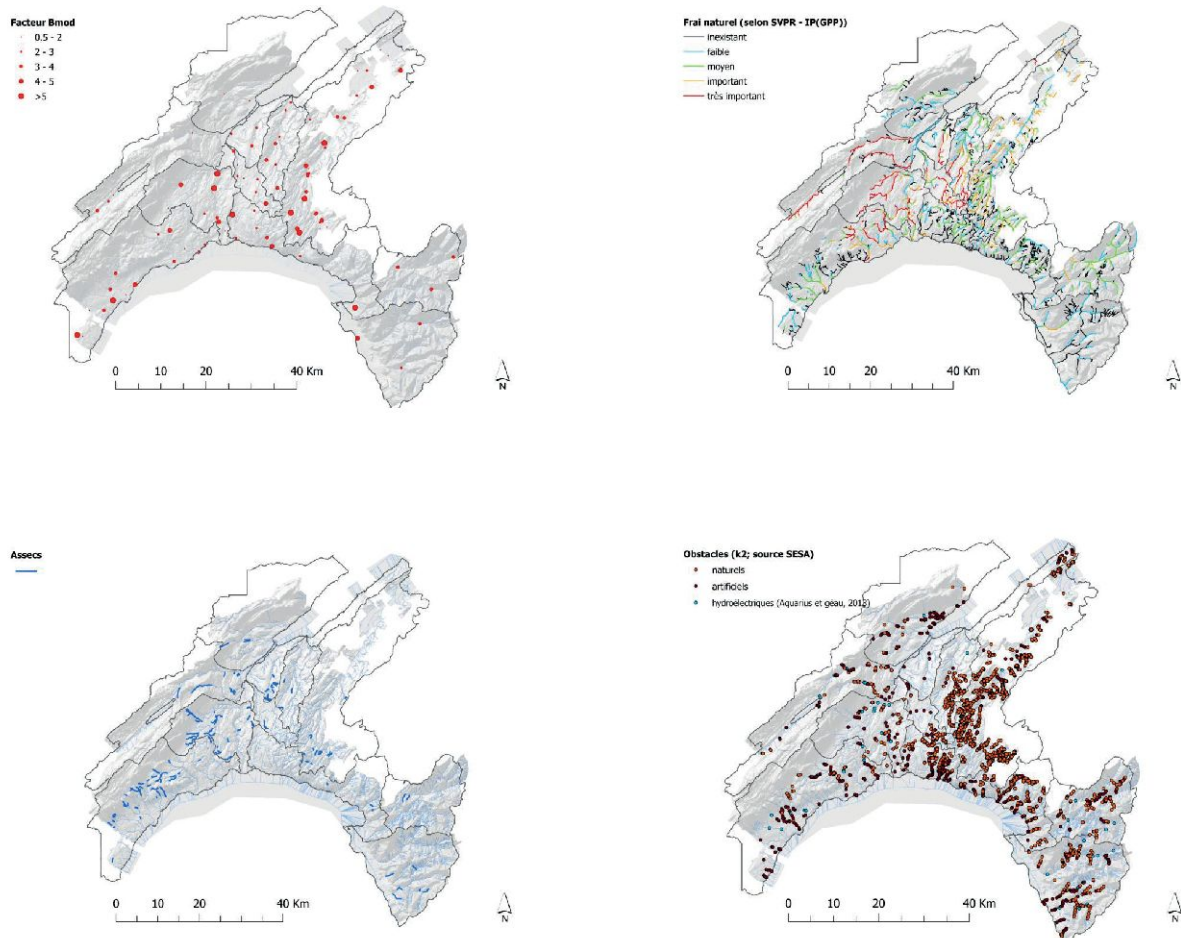 Facteur Bmod
0.5 - 2
2 - 3
3 - 4
4 - 5
>5
0 10 20 40 Km
N
Frai naturel (selon SVPR - IP(GPP))
inexistant
faible
moyen
important
très important
0 10 20 40 Km
N
Assecs
0 10 20 40 Km
N
Obstacles (k2; source SESA)
naturels
artificiels
hydroélectriques (Aquarius et géau, 2013)
0 10 20 40 Km
N